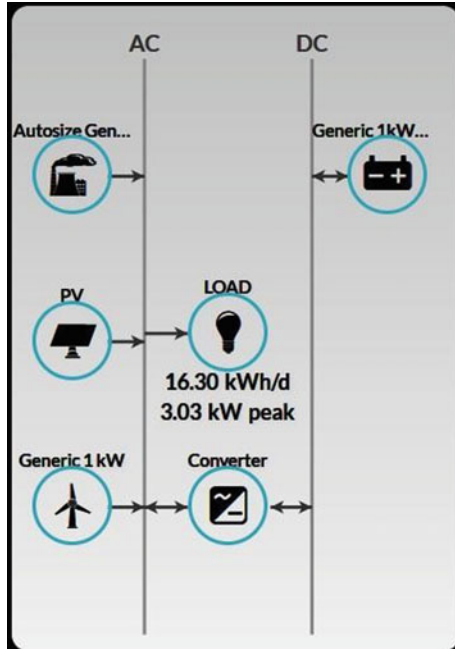 AC DC
Autosize Gen... Generic 1kW...
PV LOAD
16.30 kWh/d
3.03 kW peak
Generic 1 kW Converter